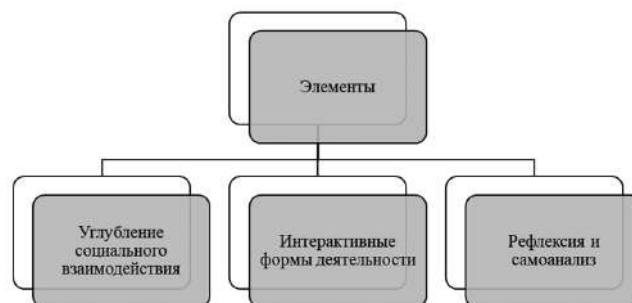 Элементы
Углубление
социального
взаимодействия
Интерактивные
формы деятельности
Рефлексия и
самоанализ